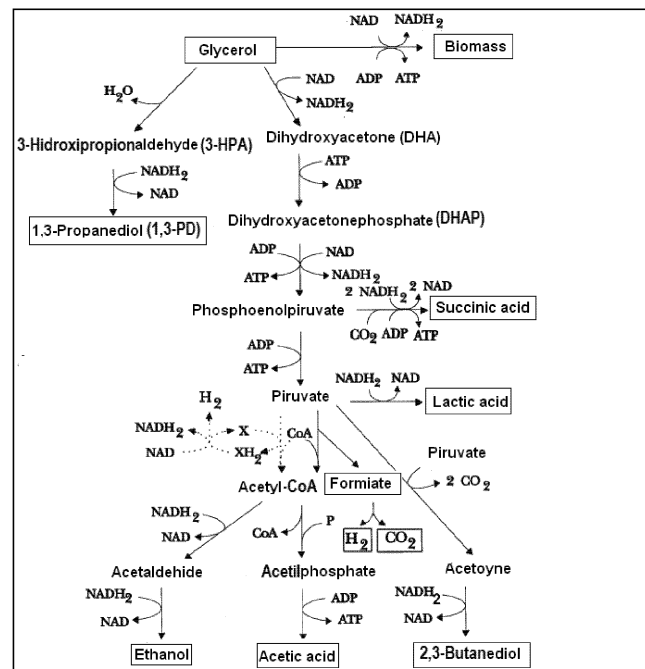 NAD NADH2
Glycerol Biomass
ADP ATP
H2O NAD
NADH2
3-Hidroxipropionaldehyde (3-HPA) Dihydroxyacetone (DHA)
NADH2 ATP
NAD ADP
1,3-Propanediol (1,3-PD) Dihydroxyacetonephosphate (DHAP)
ADP NAD
ATP NADH2
2 NADH2 2 NAD
Phosphoenolpiruvate Succinic acid
CO2 ADP ATP
ADP
ATP
Piruvate NADH2 NAD
Lactic acid
H2
NADH2 X CoA
NAD XH2
Piruvate
2 CO2
Acetyl-CoA Formiate
NADH2 CoA P H2 CO2
NAD
Acetaldehide Acetilphosphate Acetoyne
NADH2 ADP NADH2
NAD ATP NAD
Ethanol Acetic acid 2,3-Butanediol